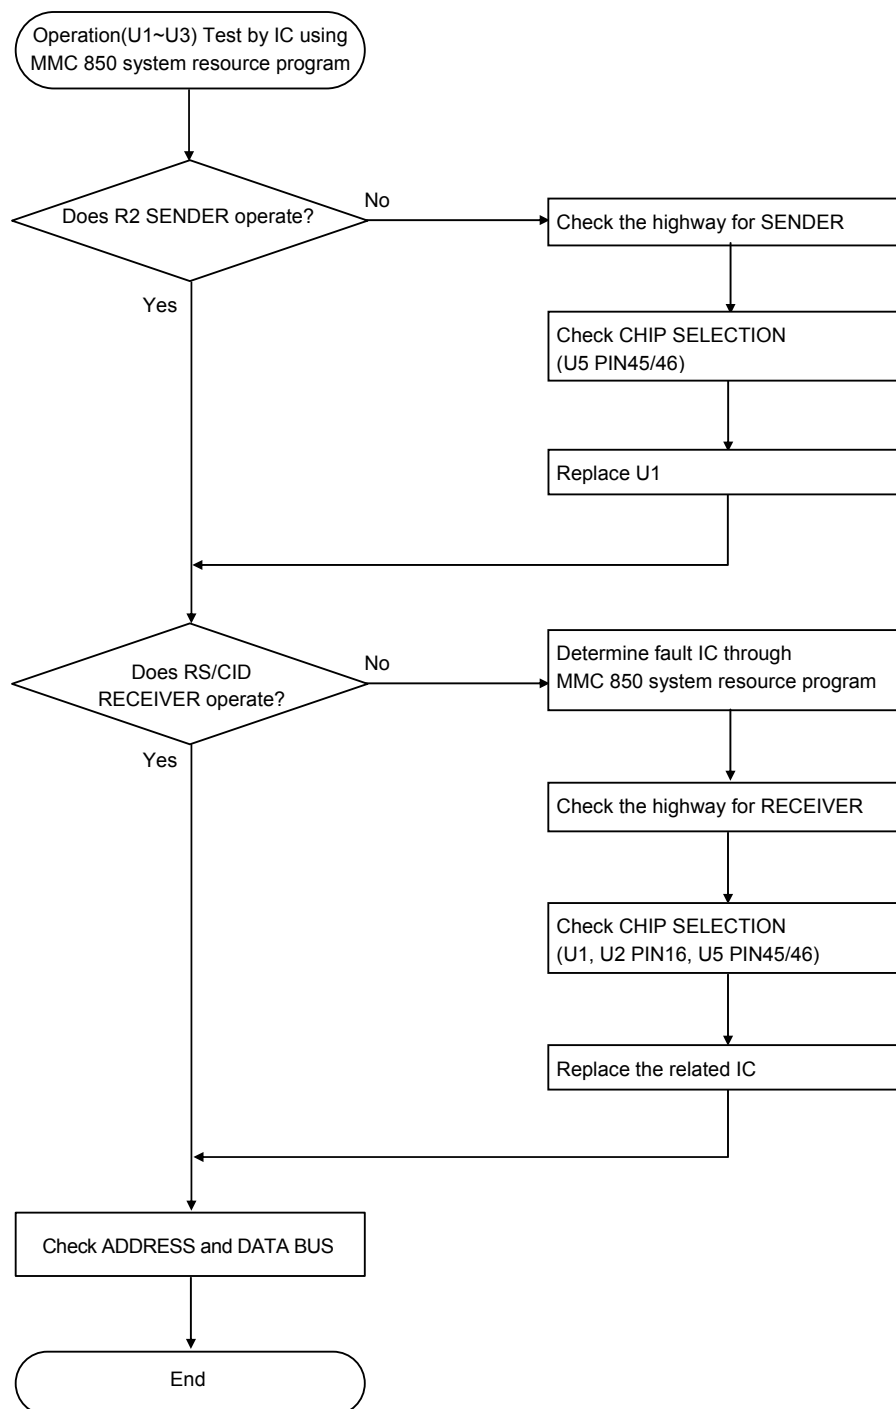 Operation(U1~U3) Test by IC using
MMC 850 system resource program
Does R2 SENDER operate?
No
Check the highway for SENDER
Yes
Check CHIP SELECTION
(U5 PIN45/46)
Replace U1
Does RS/CID
RECEIVER operate?
No
Determine fault IC through
MMC 850 system resource program
Yes
Check the highway for RECEIVER
Check CHIP SELECTION
(U1, U2 PIN16, U5 PIN45/46)
Replace the related IC
Check ADDRESS and DATA BUS
End